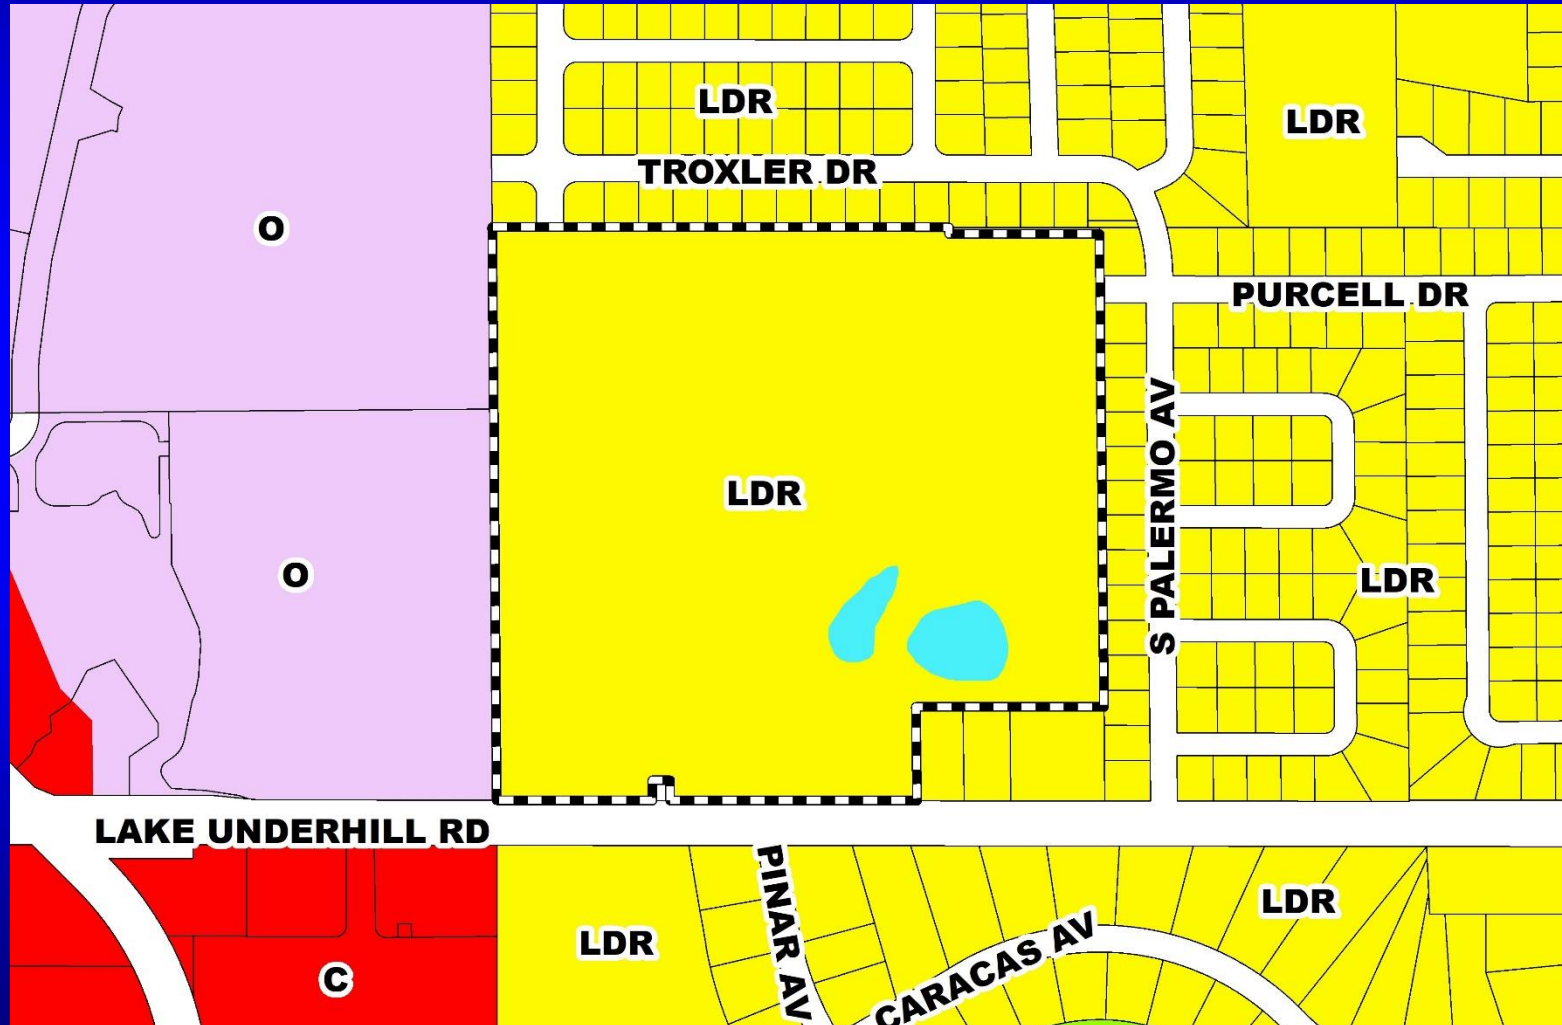 LDR
LDR
TROXLER DR
O
PURCELL DR
S PALERMO AV
LDR
O
LDR
LAKE UNDERHILL RD
PINAR AV
LDR
LDR
CARACAS AV
C